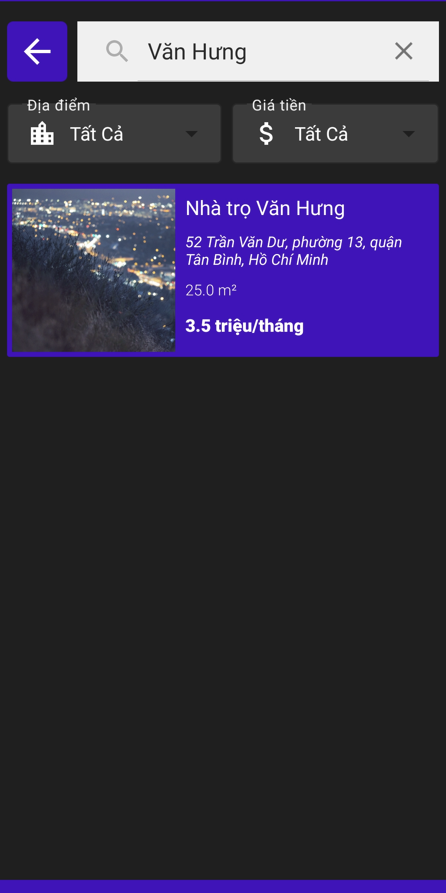 Văn Hưng
Địa điểm
Giá tiền
Tất Cả
$
Tất Cả
Nhà trọ Văn Hưng
52 Trần Văn Dư, phường 13, quận
Tân Bình, Hồ Chí Minh
25.0 m²
3.5 triệu/tháng